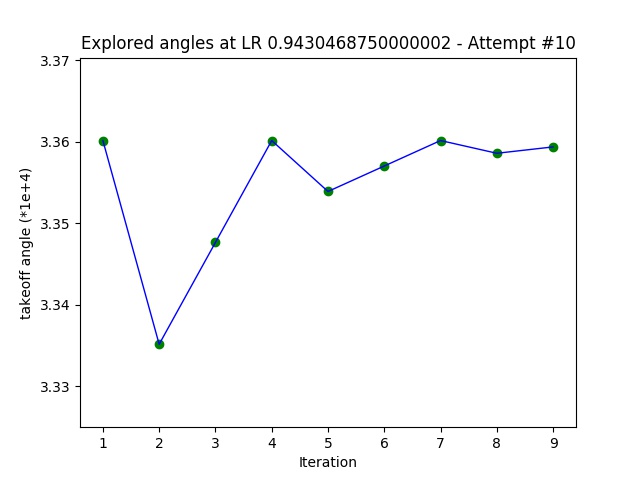 Explored angles at LR 0.9430468750000002 - Attempt #10
3.37
3.36
3.35
3.34
3.33
takeoff angle (*1e+4)
1 2 3 4 5 6 7 8 9
Iteration